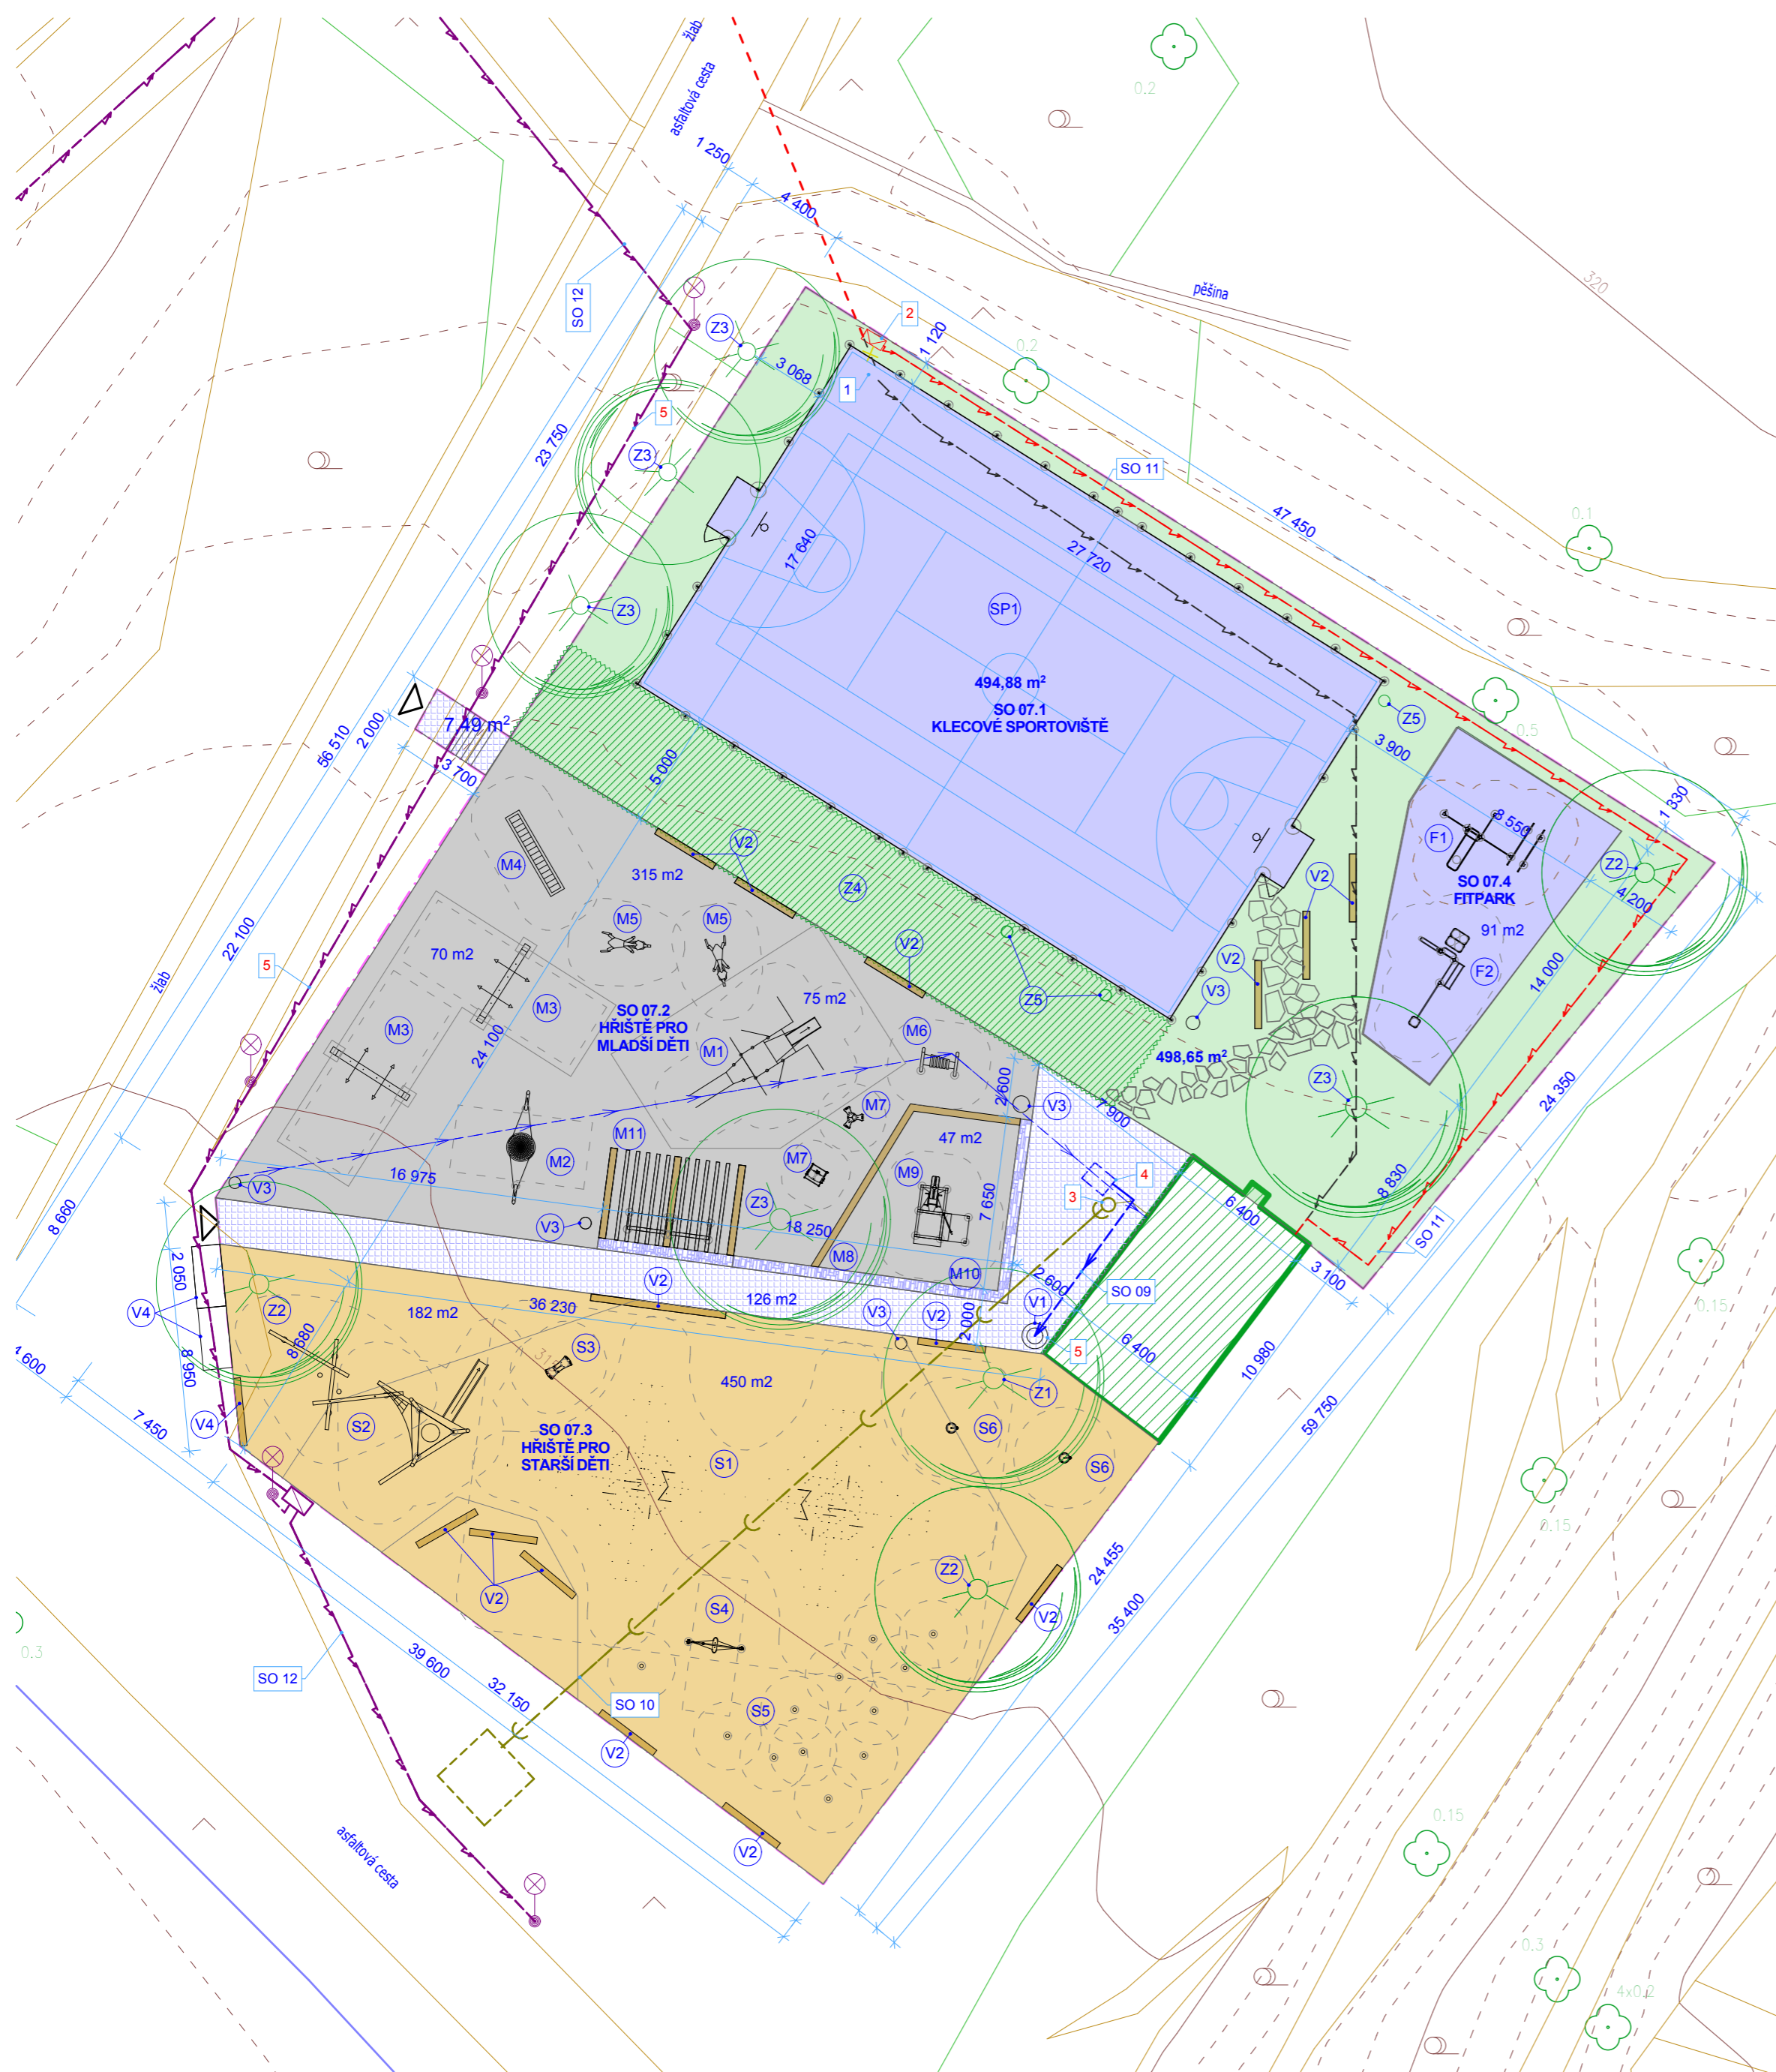 žlab
asfaltová cesta
0.2
1 250
4 400
320
pěšina
SO 12
2
Z3
1 120
0.2
3 068
1
5
23 750
Z3
SO 11
0.1
47 450
17 640
27 720
Z3
SP1
494,88 m²
SO 07.1
KLECOVÉ SPORTOVIŠTĚ
0.5
Z5
7,49 m²
56 510
2 000
3 700
5 000
3 900
1 330
8 550
F1
V2
M4
315 m2
Z4
V2
Z2
SO 07.4
FITPARK
4 200
91 m2
M5
M5
22 100
70 m2
V2
V2
F2
5
žlab
14 000
M3
75 m2
Z5
V3
SO 07.2
HŘIŠTĚ PRO
MLADŠÍ DĚTI
M3
M6
24 100
M1
498,65 m²
Z3
2 600
V3
7 900
24 350
M7
M11
47 m2
M2
M7
M9
4
16 975
V3
3
8 830
Z3
7 650
6 400
8 660
V3
18 250
SO 11
M8
2 050
M10
2 600
3 100
SO 09
V4
Z2
182 m2
36 230
V2
126 m2
V1
V3
V2
2 000
5
8 680
6 400
8 950
S3
31
10 980
450 m2
Z1
7 450
V4
S2
S6
59 750
SO 07.3
HŘIŠTĚ PRO
STARŠÍ DĚTI
S1
S6
0.15
0.15
24 455
Z2
V2
S4
V2
35 400
0.3
39 600
SO 12
32 150
SO 10
S5
V2
0.15
asfaltová cesta
V2
0.3
4x0.2